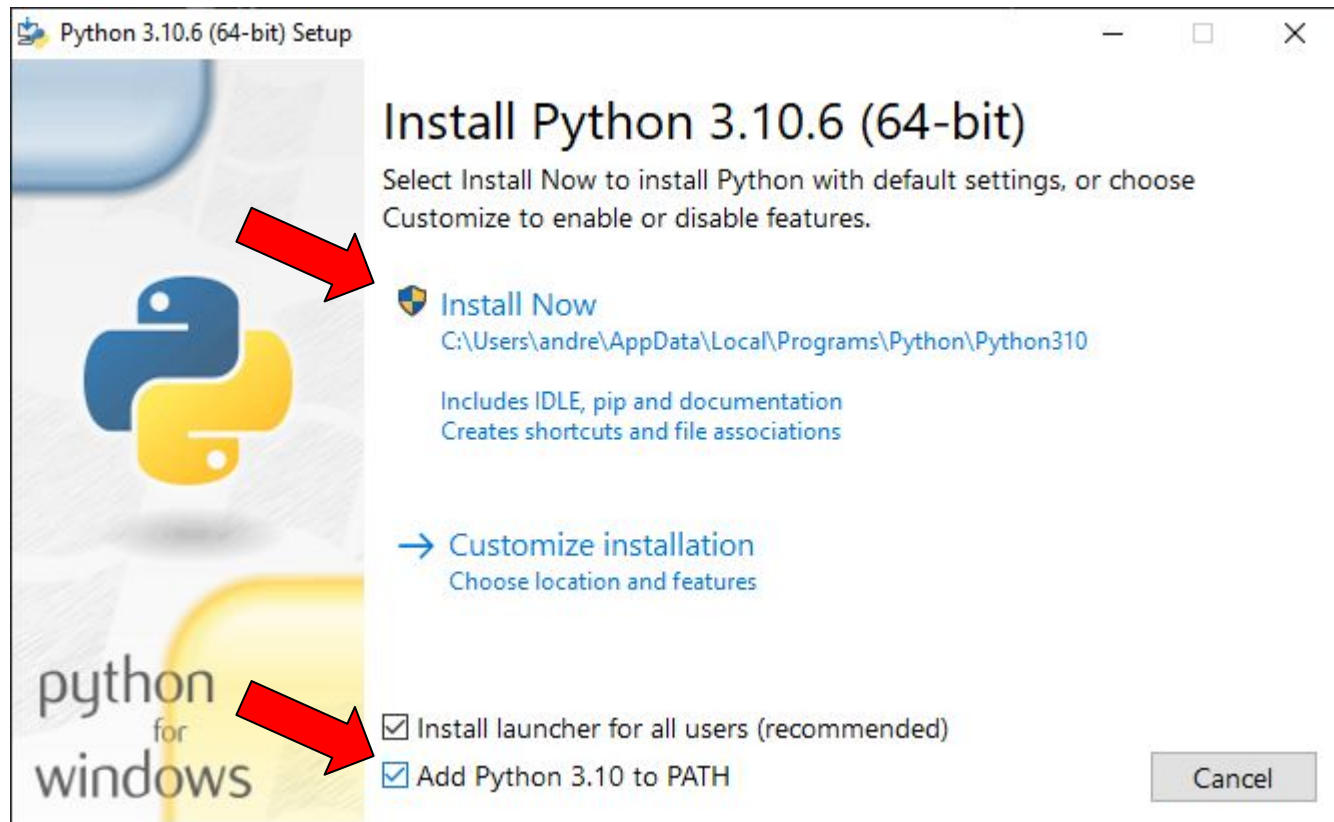 Python 3.10.6 (64-bit) Setup
Install Python 3.10.6 (64-bit)
Select Install Now to install Python with default settings, or choose
Customize to enable or disable features.
Install Now
C:\Users\andre\AppData\Local\Programs\Python\Python310
Includes IDLE, pip and documentation
Creates shortcuts and file associations
Customize installation
Choose location and features
python
for
windows
Install launcher for all users (recommended)
Add Python 3.10 to PATH
Cancel